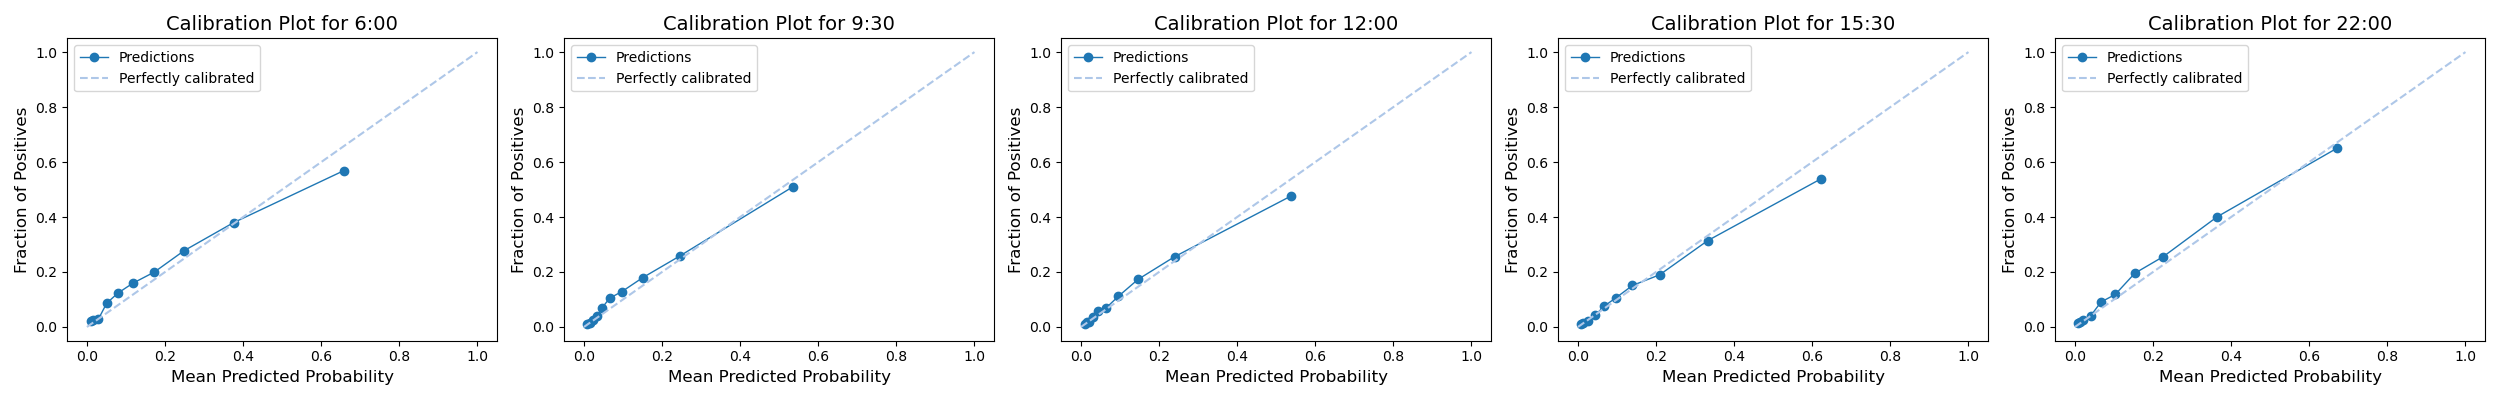 Calibration Plot for 6:00
Predictions
Perfectly calibrated
Fraction of Positives
1.0
0.8
0.6
0.4
0.2
0.0
0.0 0.2 0.4 0.6 0.8 1.0
Mean Predicted Probability
Calibration Plot for 9:30
Predictions
Perfectly calibrated
Fraction of Positives
1.0
0.8
0.6
0.4
0.2
0.0
0.0 0.2 0.4 0.6 0.8 1.0
Mean Predicted Probability
Calibration Plot for 12:00
Predictions
Perfectly calibrated
Fraction of Positives
1.0
0.8
0.6
0.4
0.2
0.0
0.0 0.2 0.4 0.6 0.8 1.0
Mean Predicted Probability
Calibration Plot for 15:30
Predictions
Perfectly calibrated
Fraction of Positives
1.0
0.8
0.6
0.4
0.2
0.0
0.0 0.2 0.4 0.6 0.8 1.0
Mean Predicted Probability
Calibration Plot for 22:00
Predictions
Perfectly calibrated
Fraction of Positives
1.0
0.8
0.6
0.4
0.2
0.0
0.0 0.2 0.4 0.6 0.8 1.0
Mean Predicted Probability